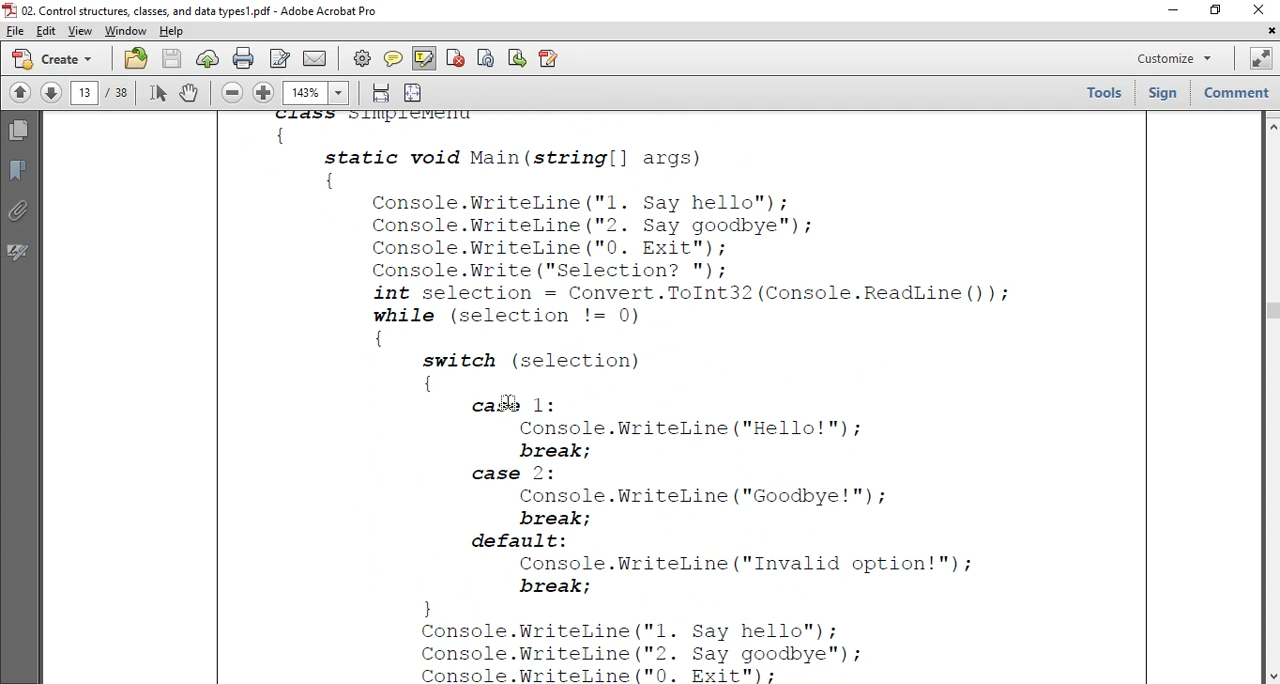 02. Control structures, classes, and data types1.pdf - Adobe Acrobat Pro
File Edit View Window Help
Create Customize
13 / 38 143% Tools Sign Comment
class SimpleMenu
{
static void Main(string[] args)
{
Console.WriteLine("1. Say hello");
Console.WriteLine("2. Say goodbye");
Console.WriteLine("0. Exit");
Console.Write("Selection? ");
int selection = Convert.ToInt32(Console.ReadLine());
while (selection != 0)
{
switch (selection)
{
case 1:
Console.WriteLine("Hello!");
break;
case 2:
Console.WriteLine("Goodbye!");
break;
default:
Console.WriteLine("Invalid option!");
break;
}
Console.WriteLine("1. Say hello");
Console.WriteLine("2. Say goodbye");
Console.WriteLine("0. Exit");